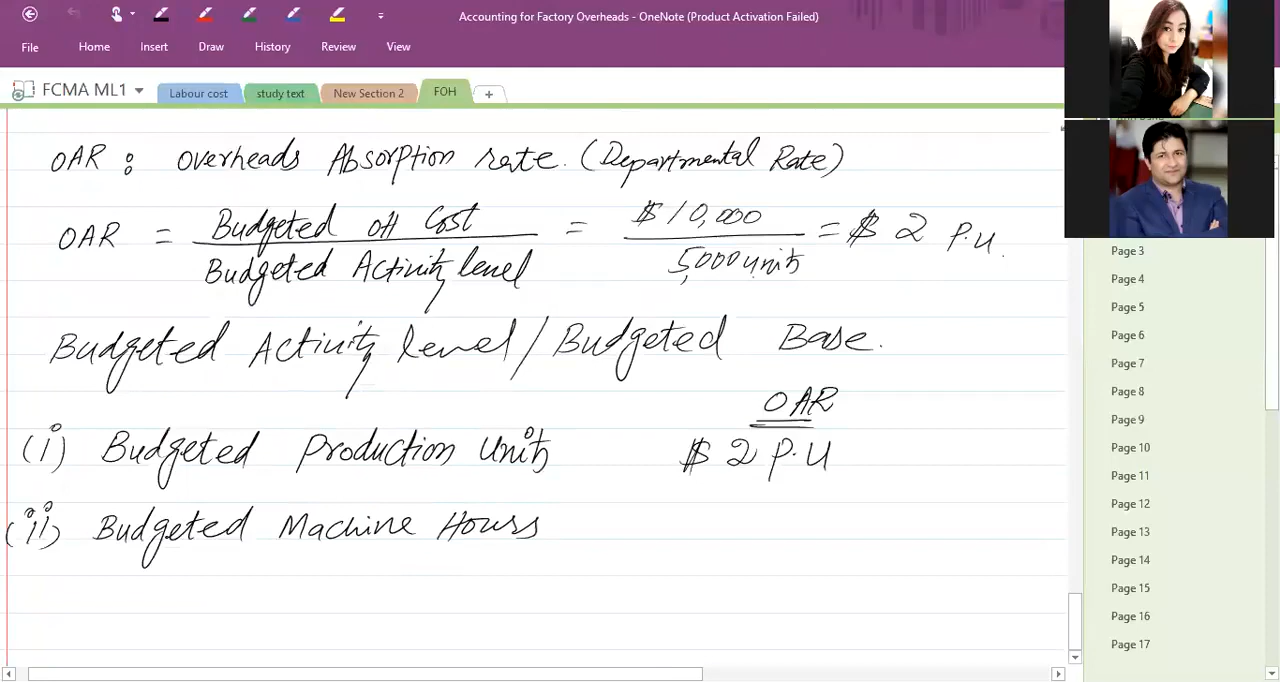 Accounting for Factory Overheads - OneNote (Product Activation Failed)
File Home Insert Draw History Review View
FCMA ML1 Labour cost study text New Section 2 FOH +
OAR : Overheads Absorption rate. (Departmental Rate)
OAR = Budgeted OH Cost / Budgeted Activity level = $10,000 / 5,000 units = $ 2 P.U.
Budgeted Activity level / Budgeted Base.
OAR
(i) Budgeted Production Units $ 2 P.U
(ii) Budgeted Machine Hours
Page 3
Page 4
Page 5
Page 6
Page 7
Page 8
Page 9
Page 10
Page 11
Page 12
Page 13
Page 14
Page 15
Page 16
Page 17